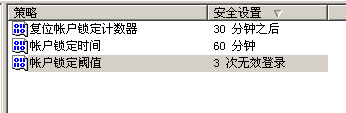 策略 安全设置
复位帐户锁定计数器 30 分钟之后
帐户锁定时间 60 分钟
帐户锁定阈值 3 次无效登录